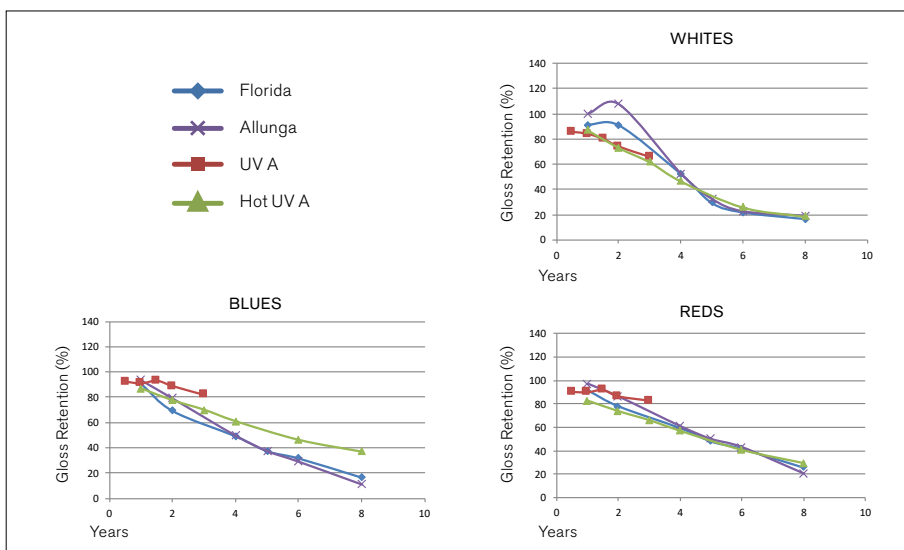 Florida
Allunga
UV A
Hot UV A
WHITES
Gloss Retention (%)
140
120
100
80
60
40
20
0
0 2 4 6 8 10
Years
BLUES
Gloss Retention (%)
140
120
100
80
60
40
20
0
0 2 4 6 8 10
Years
REDS
Gloss Retention (%)
140
120
100
80
60
40
20
0
0 2 4 6 8 10
Years